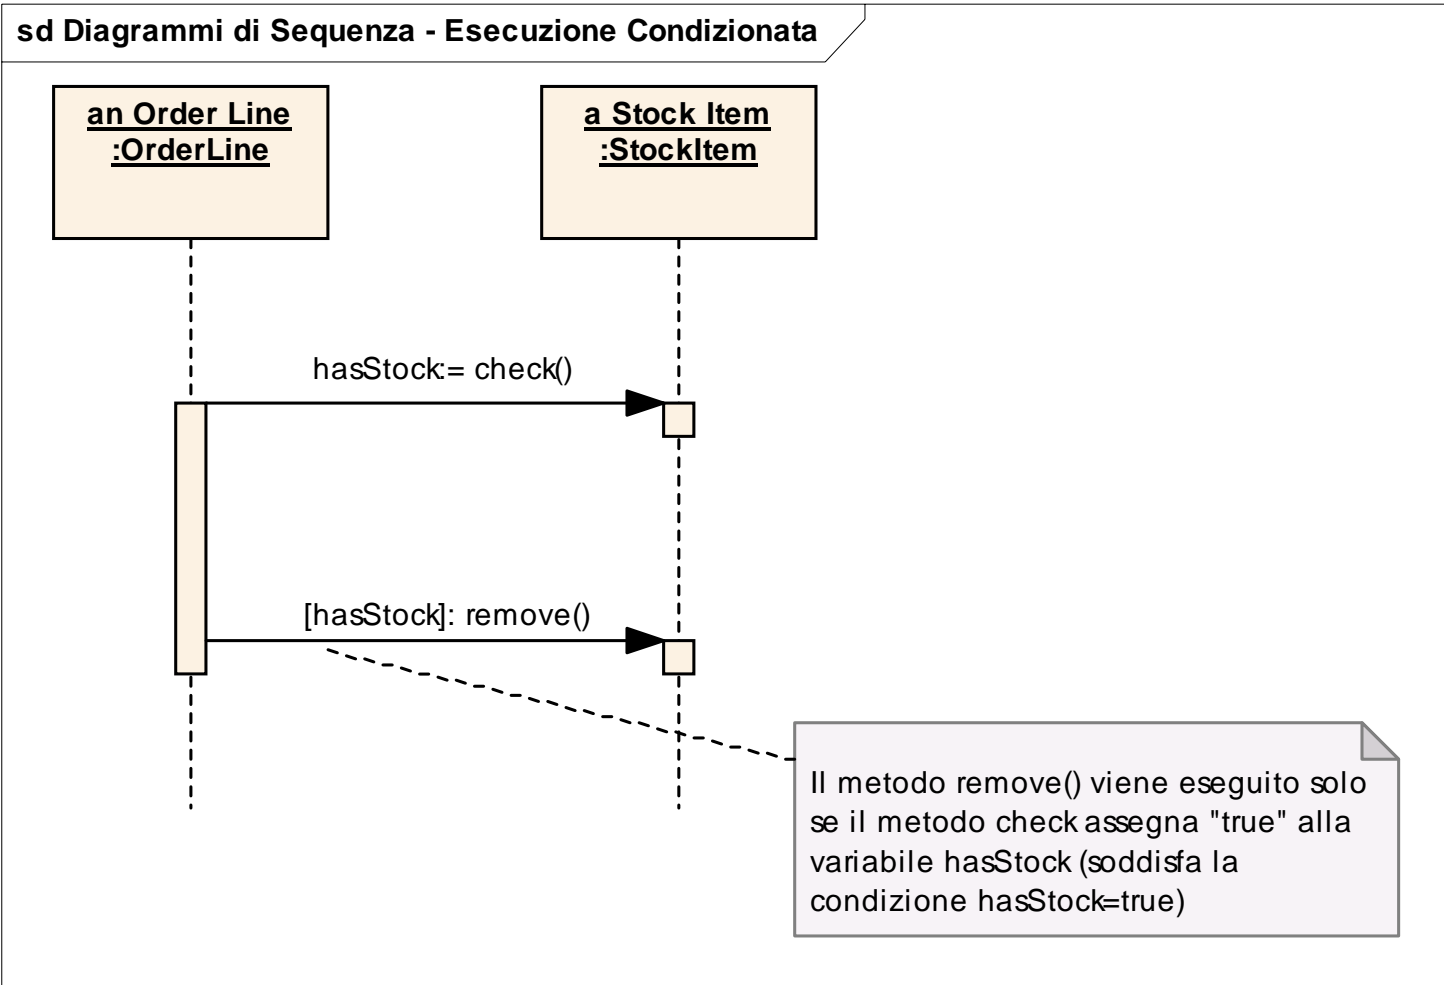 sd Diagrammi di Sequenza - Esecuzione Condizionata
an Order Line
:OrderLine
a Stock Item
:StockItem
hasStock:= check()
[hasStock]: remove()
Il metodo remove() viene eseguito solo
se il metodo check assegna "true" alla
variabile hasStock (soddisfa la
condizione hasStock=true)